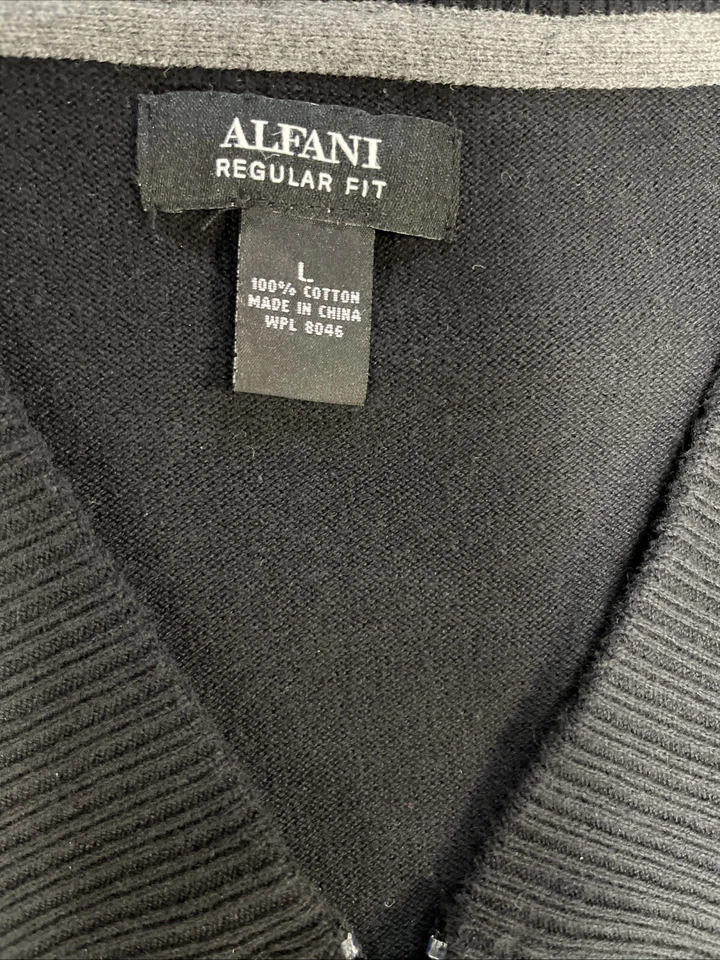 ALFANI
REGULAR FIT
L
100% COTTON
MADE IN CHINA
WPL 8046